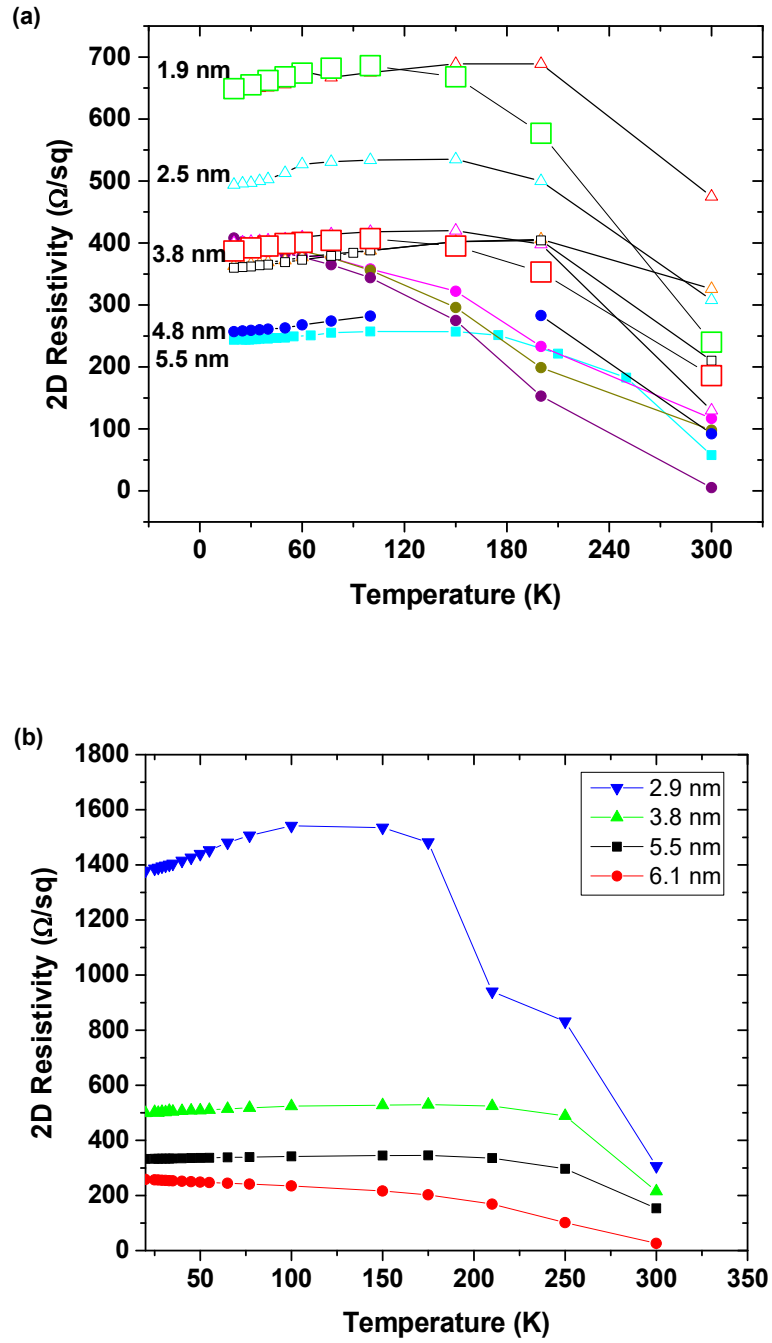 (a)
700
600
500
400
300
200
100
0
1.9 nm
2.5 nm
3.8 nm
4.8 nm
5.5 nm
0 60 120 180 240 300
Temperature (K)
2D Resistivity (Ω/sq)
(b)
1800
1600
1400
1200
1000
800
600
400
200
0
2.9 nm
3.8 nm
5.5 nm
6.1 nm
50 100 150 200 250 300 350
Temperature (K)
2D Resistivity (Ω/sq)